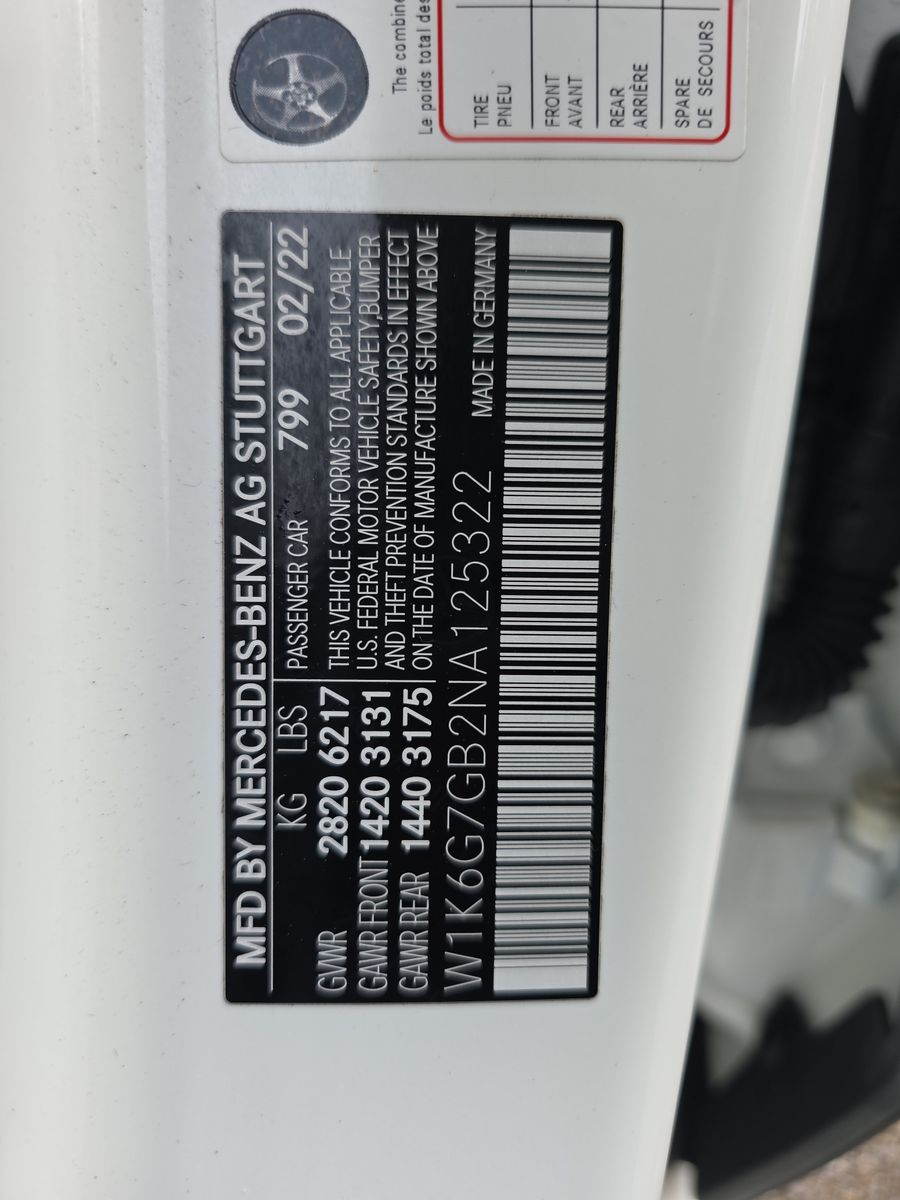 MFD BY MERCEDES-BENZ AG STUTTGART
KG LBS PASSENGER CAR 799 02/22
GVWR 2820 6217 THIS VEHICLE CONFORMS TO ALL APPLICABLE
U.S. FEDERAL MOTOR VEHICLE SAFETY,BUMPER
GAWR FRONT 1420 3131 AND THEFT PREVENTION STANDARDS IN EFFECT
GAWR REAR 1440 3175 ON THE DATE OF MANUFACTURE SHOWN ABOVE
W1K6G7GB2NA125322 MADE IN GERMANY
The combine
Le poids total des
TIRE
PNEU
FRONT
AVANT
REAR
ARRIÈRE
SPARE
DE SECOURS